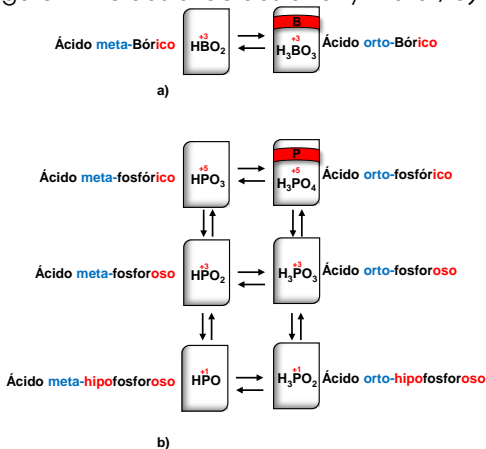 B
+3 +3
Ácido meta-Bórico HBO₂ H₃BO₃ Ácido orto-Bórico
a)
P
+5 +5
Ácido meta-fosfórico HPO₃ H₃PO₄ Ácido orto-fosfórico
+3 +3
Ácido meta-fosforoso HPO₂ H₃PO₃ Ácido orto-fosforoso
+1 +1
Ácido meta-hipofosforoso HPO H₃PO₂ Ácido orto-hipofosforoso
b)